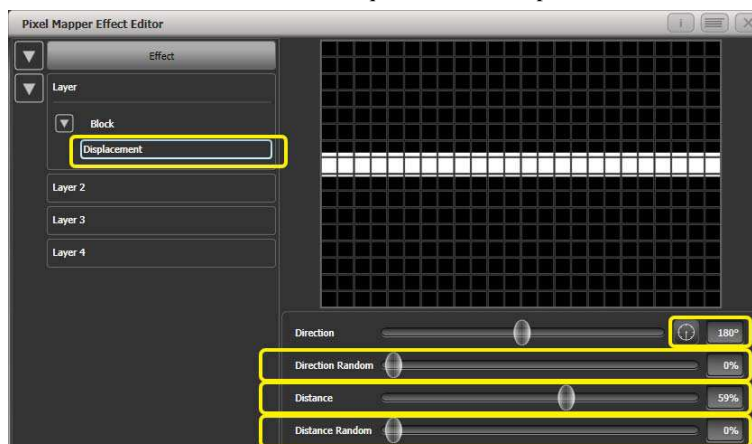 Pixel Mapper Effect Editor
Effect
Layer
Block
Displacement
Layer 2
Layer 3
Layer 4
Direction 180°
Direction Random 0%
Distance 59%
Distance Random 0%